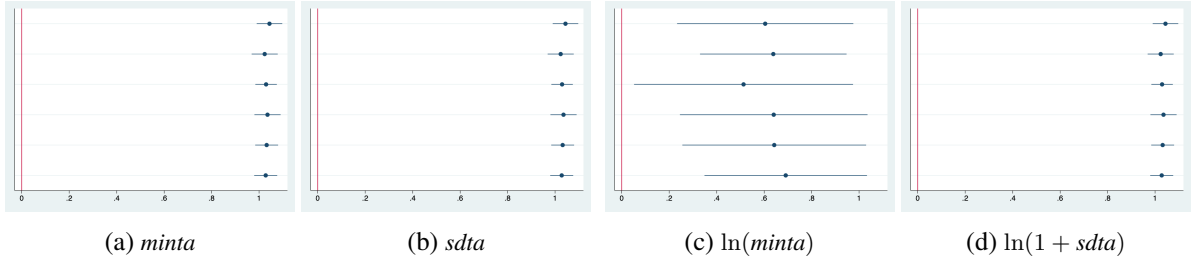 0 .2 .4 .6 .8 1
0 .2 .4 .6 .8 1
0 .2 .4 .6 .8 1
0 .2 .4 .6 .8 1
(a) minta
(b) sdta
(c) ln(minta)
(d) ln(1 + sdta)